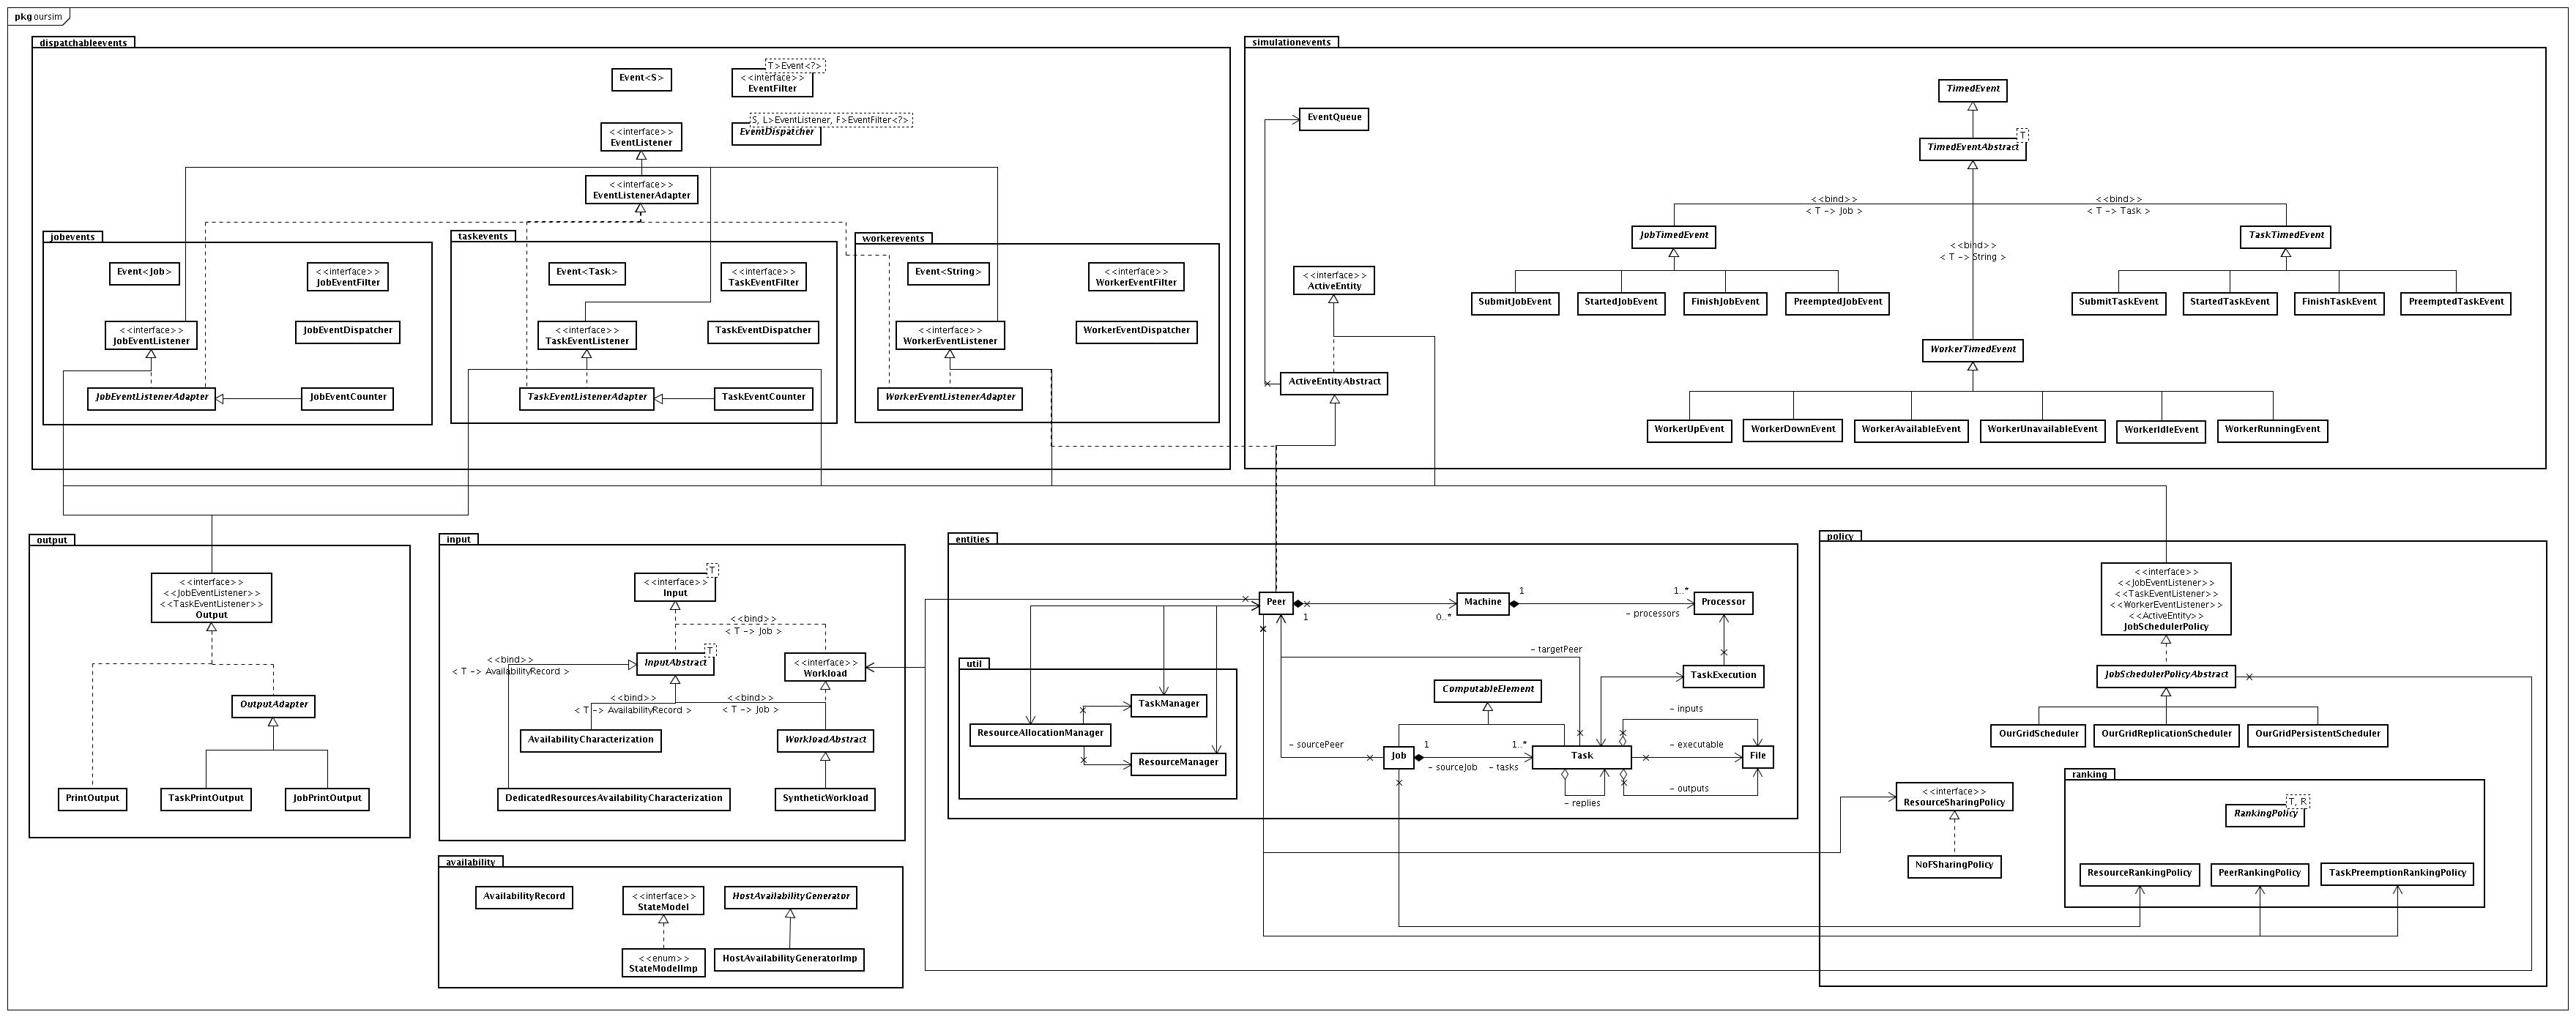 pkg oursim
dispatchableevents
Event<S>
T>Event<?>
<<interface>>
EventFilter
<<interface>>
EventListener
S, L>EventListener, F>EventFilter<?>
EventDispatcher
<<interface>>
EventListenerAdapter
jobevents
Event<Job>
<<interface>>
JobEventFilter
<<interface>>
JobEventListener
JobEventDispatcher
JobEventListenerAdapter
JobEventCounter
taskevents
Event<Task>
<<interface>>
TaskEventFilter
<<interface>>
TaskEventListener
TaskEventDispatcher
TaskEventListenerAdapter
TaskEventCounter
workerevents
Event<String>
<<interface>>
WorkerEventFilter
<<interface>>
WorkerEventListener
WorkerEventDispatcher
WorkerEventListenerAdapter
simulationevents
EventQueue
<<interface>>
ActiveEntity
ActiveEntityAbstract
TimedEvent
T
TimedEventAbstract
<<bind>>
< T -> Job >
<<bind>>
< T -> Task >
<<bind>>
< T -> String >
JobTimedEvent
TaskTimedEvent
SubmitJobEvent
StartedJobEvent
FinishJobEvent
PreemptedJobEvent
SubmitTaskEvent
StartedTaskEvent
FinishTaskEvent
PreemptedTaskEvent
WorkerTimedEvent
WorkerUpEvent
WorkerDownEvent
WorkerAvailableEvent
WorkerUnavailableEvent
WorkerIdleEvent
WorkerRunningEvent
output
<<interface>>
<<JobEventListener>>
<<TaskEventListener>>
Output
OutputAdapter
PrintOutput
TaskPrintOutput
JobPrintOutput
input
T
<<interface>>
Input
<<bind>>
< T -> Job >
T
InputAbstract
<<bind>>
< T -> AvailabilityRecord >
<<interface>>
Workload
<<bind>>
< T -> AvailabilityRecord >
<<bind>>
< T -> Job >
AvailabilityCharacterization
WorkloadAbstract
DedicatedResourcesAvailabilityCharacterization
SyntheticWorkload
availability
AvailabilityRecord
<<interface>>
StateModel
HostAvailabilityGenerator
<<enum>>
StateModelImp
HostAvailabilityGeneratorImp
entities
Peer
1
0..*
Machine
1
1..*
- processors
Processor
- targetPeer
TaskExecution
util
TaskManager
ResourceAllocationManager
ResourceManager
ComputableElement
- sourcePeer
Job
1
- sourceJob
1..*
- tasks
Task
- inputs
- executable
- outputs
- replies
File
policy
<<interface>>
<<JobEventListener>>
<<TaskEventListener>>
<<WorkerEventListener>>
<<ActiveEntity>>
JobSchedulerPolicy
JobSchedulerPolicyAbstract
OurGridScheduler
OurGridReplicationScheduler
OurGridPersistentScheduler
<<interface>>
ResourceSharingPolicy
NoFSharingPolicy
ranking
T, R
RankingPolicy
ResourceRankingPolicy
PeerRankingPolicy
TaskPreemptionRankingPolicy